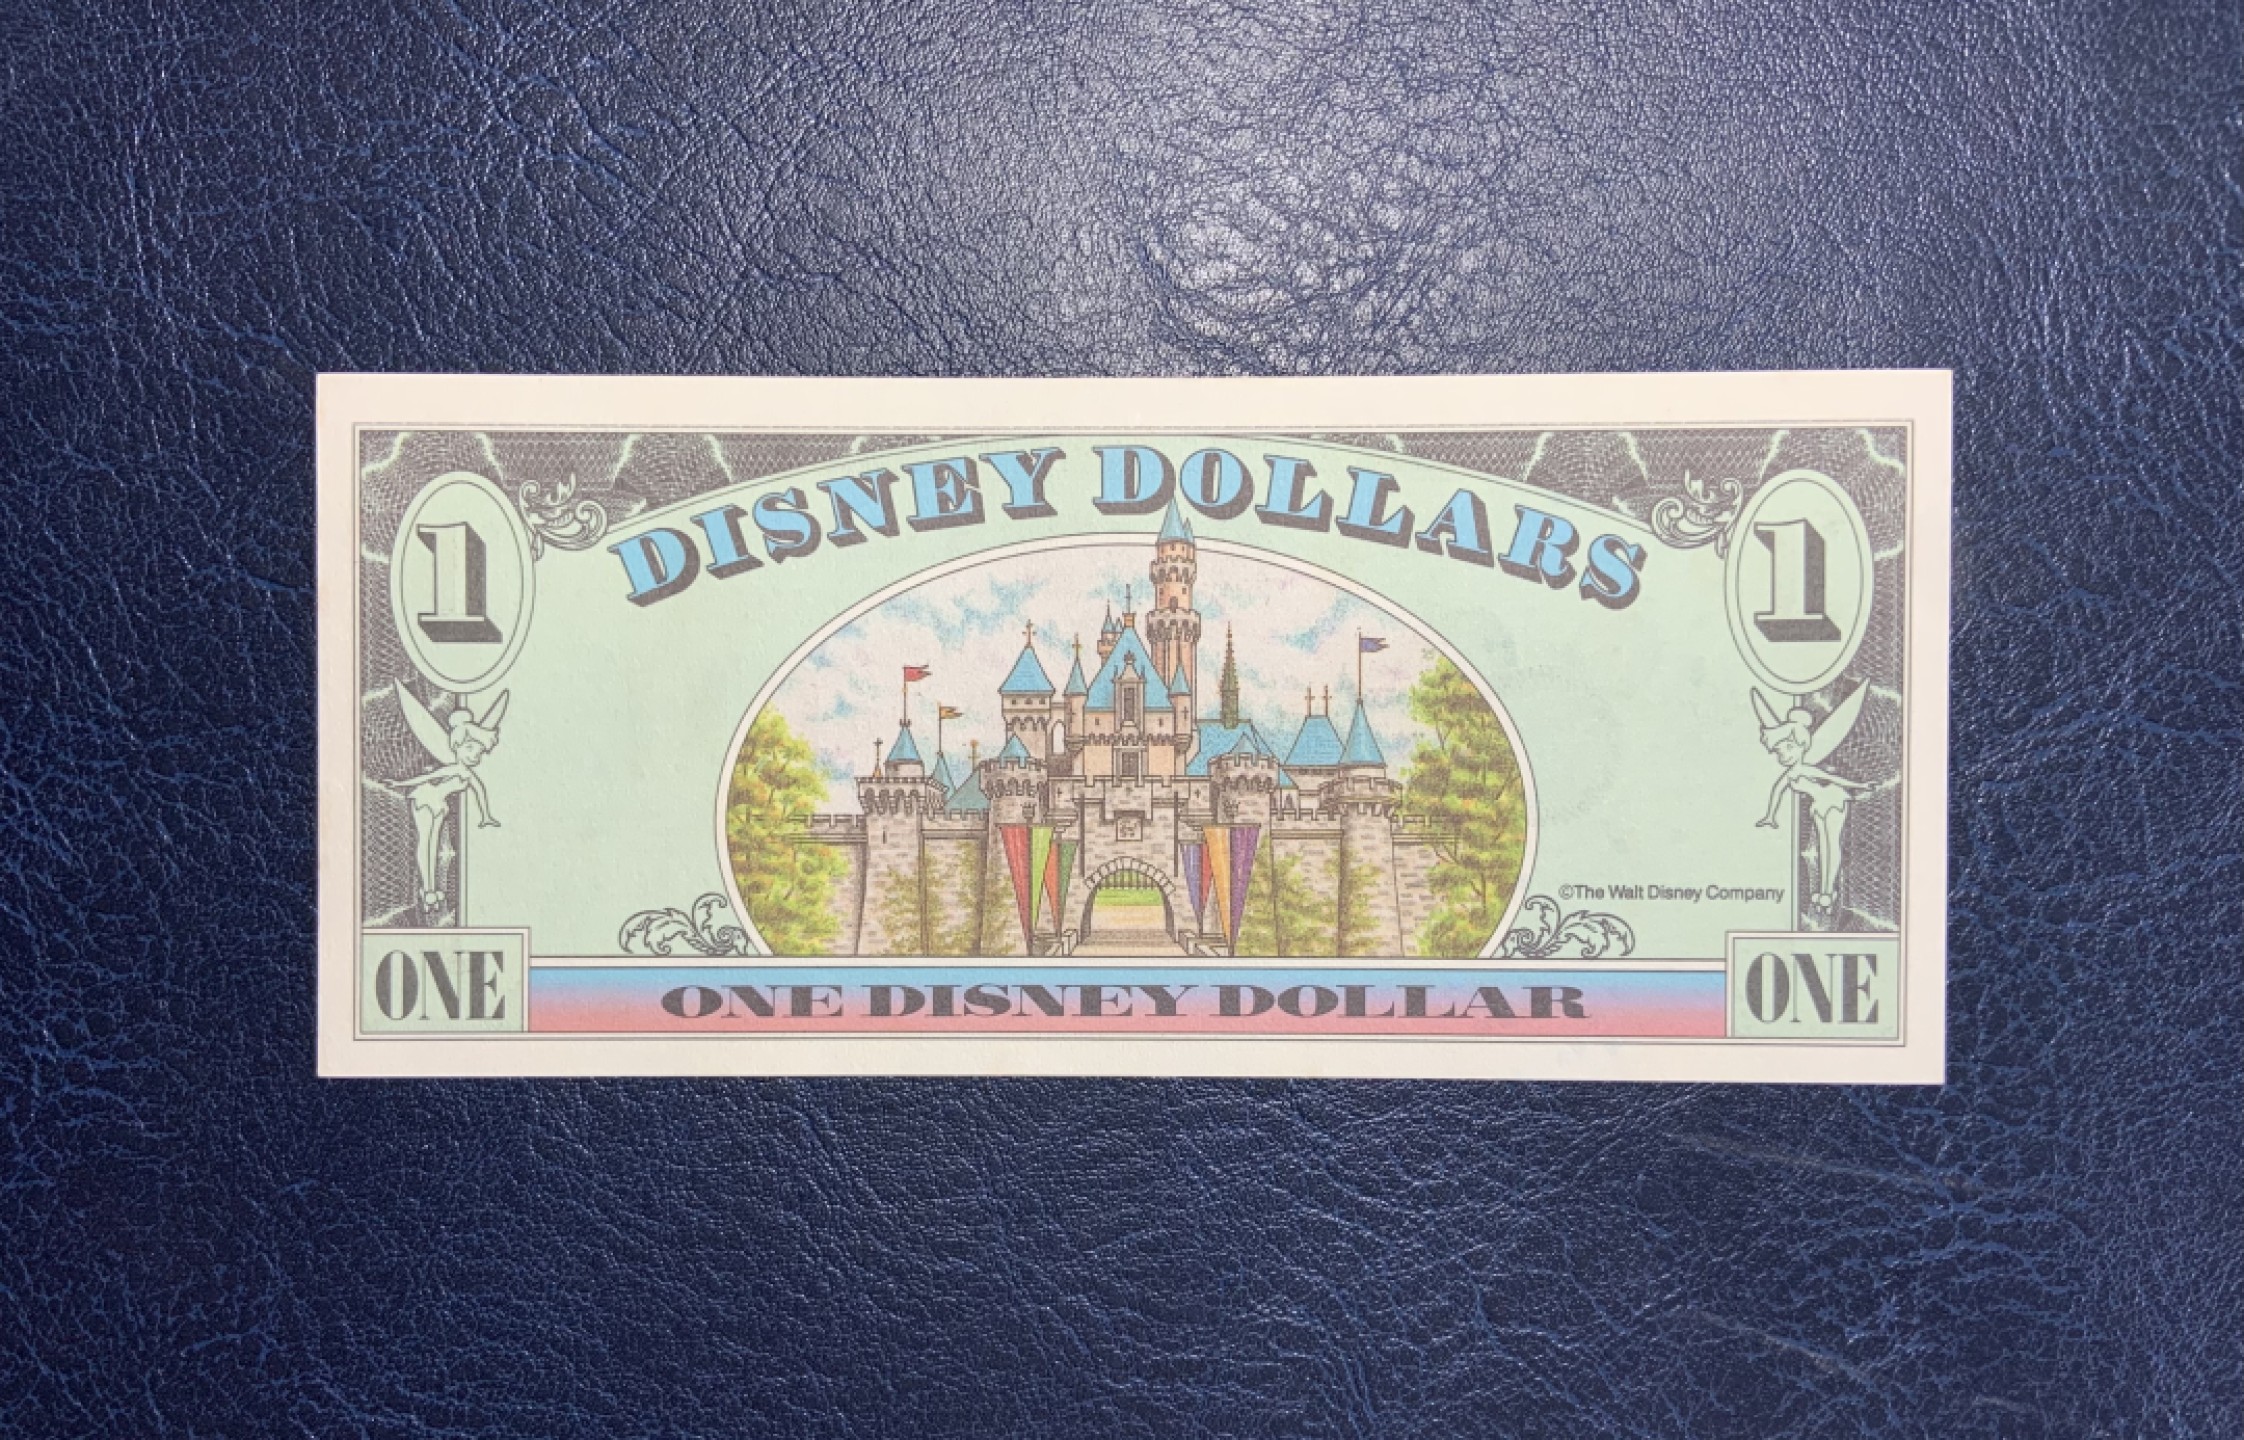 DISNEY DOLLARS
1
1
©The Walt Disney Company
ONE
ONE DISNEY DOLLAR
ONE